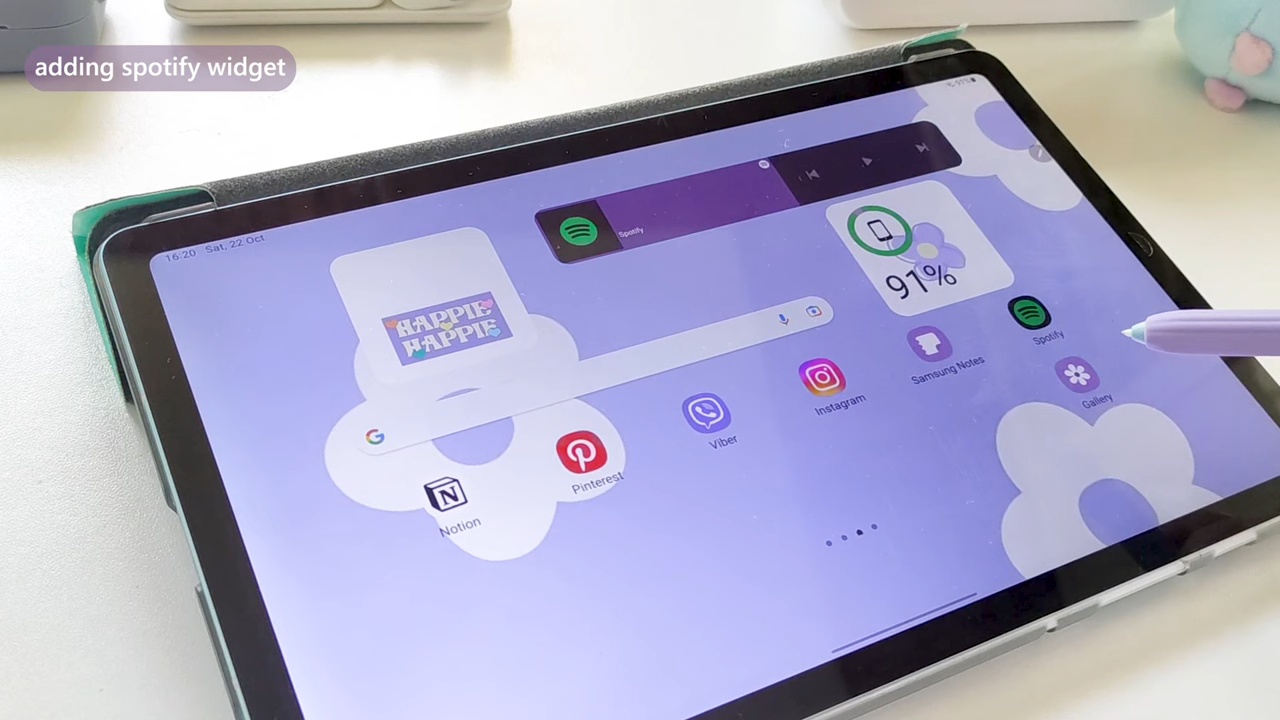 adding spotify widget
16:20 Sat, 22 Oct
91%
Spotify
HAPPIE
HAPPIE
91%
Spotify
Samsung Notes
Gallery
Instagram
Viber
Pinterest
Notion